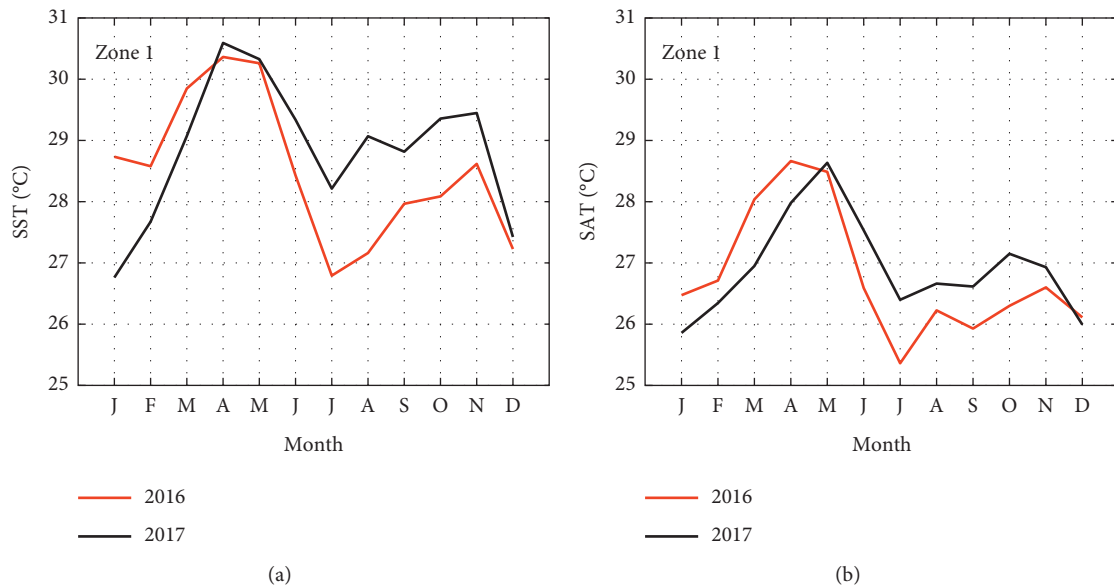 31
30
29
28
27
26
25
SST (°C)
Zone 1
J F M A M J J A S O N D
Month
2016
2017
(a)
31
30
29
28
27
26
25
SAT (°C)
Zone 1
J F M A M J J A S O N D
Month
2016
2017
(b)